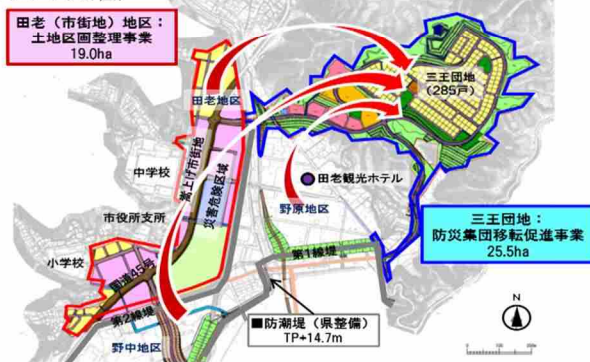 田老（市街地）地区：
土地区画整理事業
19.0ha
三王団地
（285戸）
田老地区
中学校
嵩上げ市街地
災害危険区域
田老観光ホテル
野原地区
市役所支所
三王団地：
防災集団移転促進事業
25.5ha
小学校
国道45号
第1線堤
第2線堤
■防潮堤（県整備）
TP+14.7m
野中地区
N